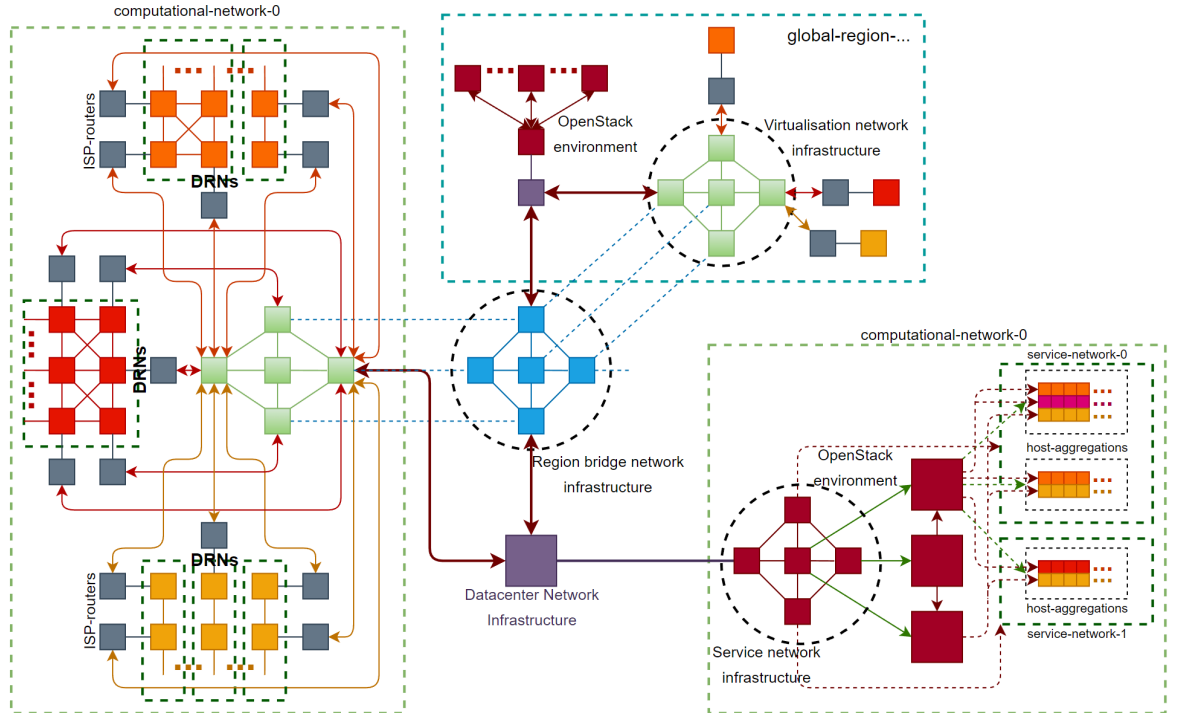 computational-network-0
global-region-...
ISP-routers
DRNs
OpenStack
environment
Virtualisation network
infrastructure
DRNs
Region bridge network
infrastructure
computational-network-0
service-network-0
host-aggregations
OpenStack
environment
DRNs
ISP-routers
Datacenter Network
Infrastructure
Service network
infrastructure
host-aggregations
service-network-1